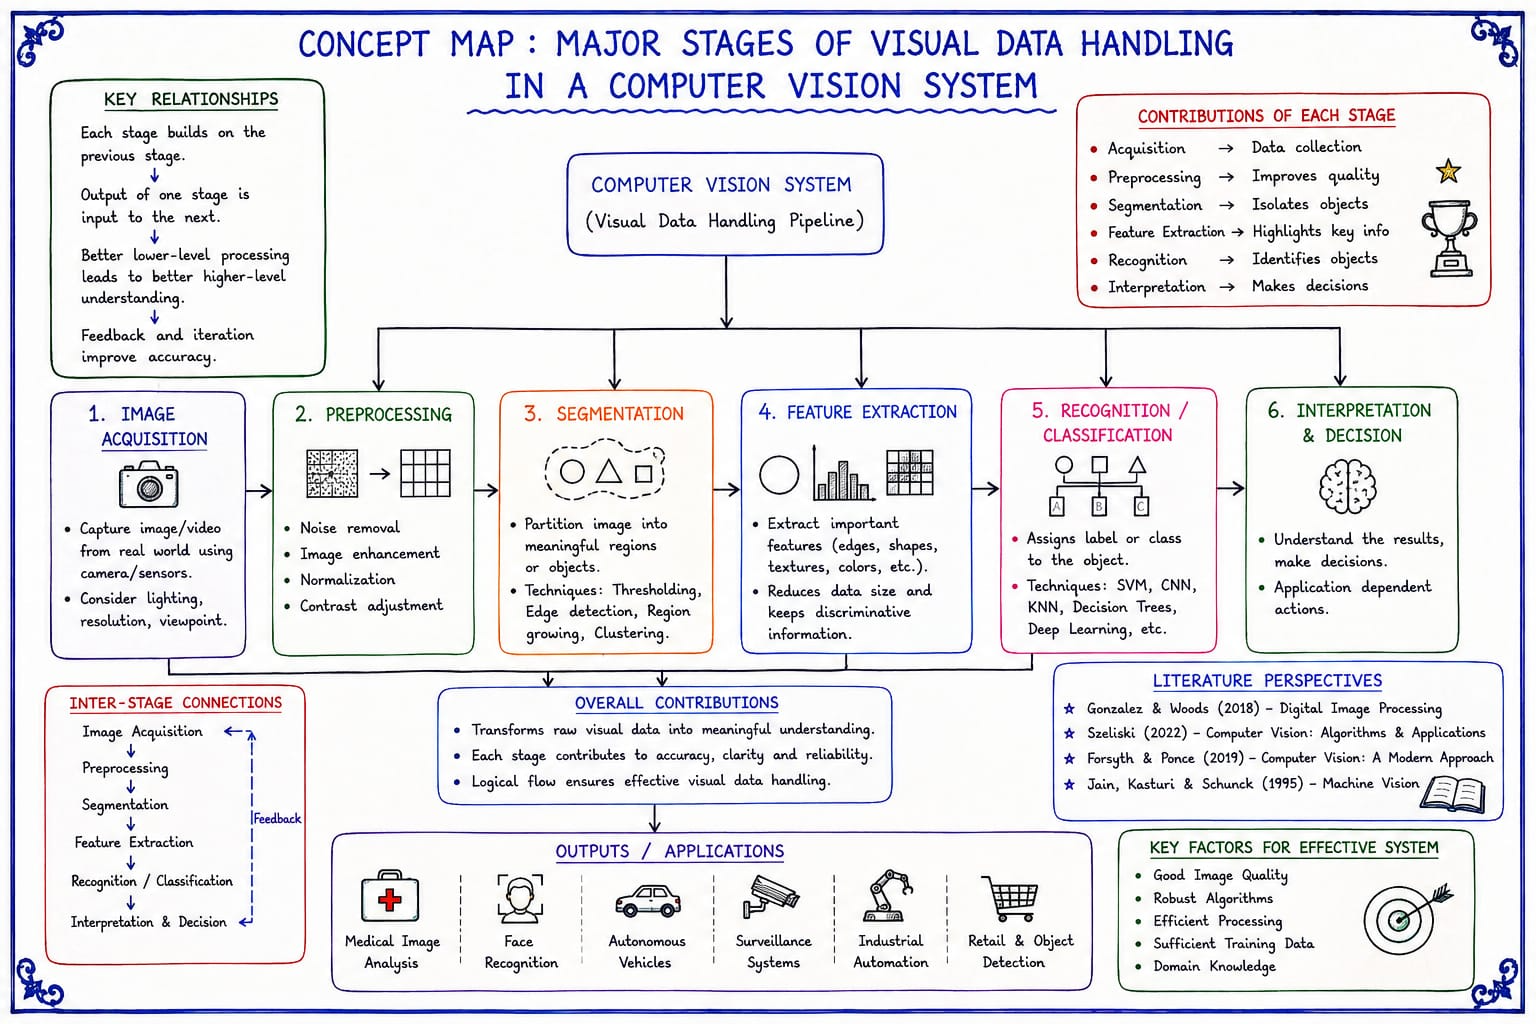 CONCEPT MAP : MAJOR STAGES OF VISUAL DATA HANDLING
IN A COMPUTER VISION SYSTEM
KEY RELATIONSHIPS
Each stage builds on the
previous stage.
↓
Output of one stage is
input to the next.
↓
Better lower-level processing
leads to better higher-level
understanding.
↓
Feedback and iteration
improve accuracy.
COMPUTER VISION SYSTEM
(Visual Data Handling Pipeline)
CONTRIBUTIONS OF EACH STAGE
• Acquisition → Data collection
• Preprocessing → Improves quality
• Segmentation → Isolates objects
• Feature Extraction → Highlights key info
• Recognition → Identifies objects
• Interpretation → Makes decisions
1. IMAGE
ACQUISITION
• Capture image/video
from real world using
camera/sensors.
• Consider lighting,
resolution, viewpoint.
2. PREPROCESSING
• Noise removal
• Image enhancement
• Normalization
• Contrast adjustment
3. SEGMENTATION
• Partition image into
meaningful regions
or objects.
• Techniques: Thresholding,
Edge detection, Region
growing, Clustering.
4. FEATURE EXTRACTION
• Extract important
features (edges, shapes,
textures, colors, etc.).
• Reduces data size and
keeps discriminative
information.
5. RECOGNITION /
CLASSIFICATION
A B C
• Assigns label or class
to the object.
• Techniques: SVM, CNN,
KNN, Decision Trees,
Deep Learning, etc.
6. INTERPRETATION
& DECISION
• Understand the results,
make decisions.
• Application dependent
actions.
INTER-STAGE CONNECTIONS
Image Acquisition
↓
Preprocessing
↓
Segmentation
↓
Feature Extraction
↓
Recognition / Classification
↓
Interpretation & Decision
Feedback
OVERALL CONTRIBUTIONS
• Transforms raw visual data into meaningful understanding.
• Each stage contributes to accuracy, clarity and reliability.
• Logical flow ensures effective visual data handling.
LITERATURE PERSPECTIVES
☆ Gonzalez & Woods (2018) – Digital Image Processing
☆ Szeliski (2022) – Computer Vision: Algorithms & Applications
☆ Forsyth & Ponce (2019) – Computer Vision: A Modern Approach
☆ Jain, Kasturi & Schunck (1995) – Machine Vision
OUTPUTS / APPLICATIONS
Medical Image
Analysis
Face
Recognition
Autonomous
Vehicles
Surveillance
Systems
Industrial
Automation
Retail & Object
Detection
KEY FACTORS FOR EFFECTIVE SYSTEM
• Good Image Quality
• Robust Algorithms
• Efficient Processing
• Sufficient Training Data
• Domain Knowledge